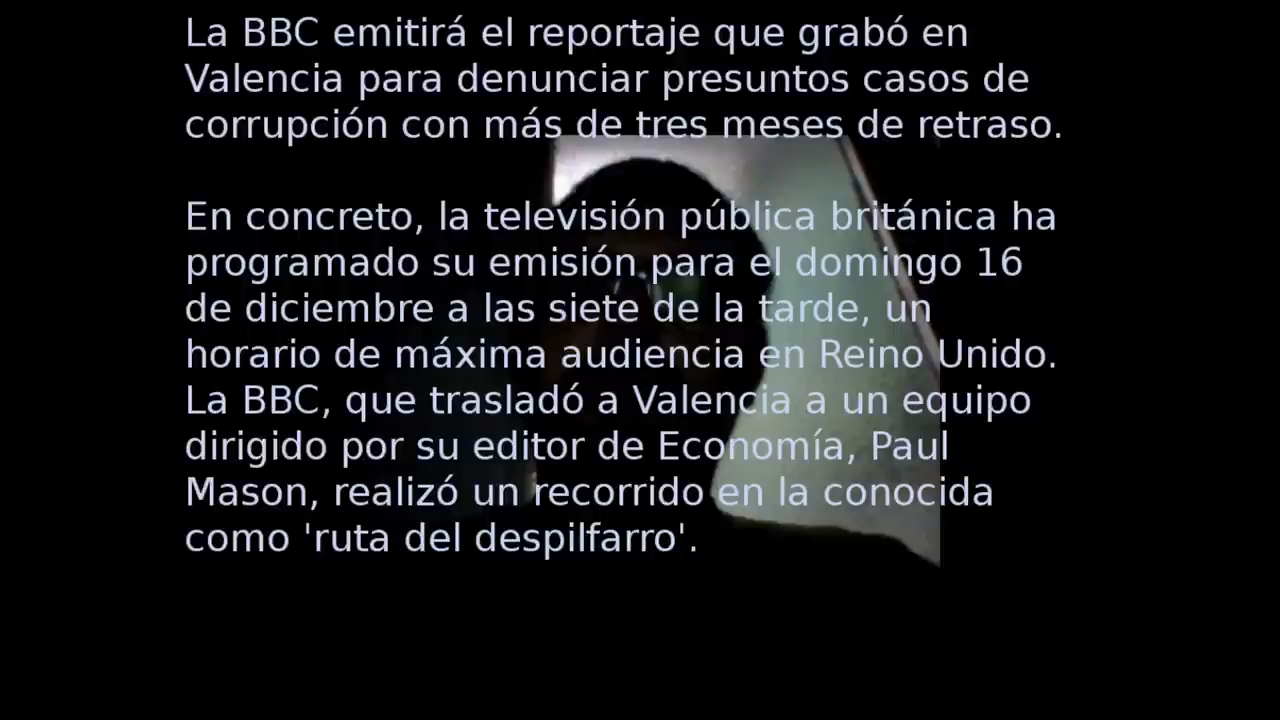 La BBC emitirá el reportaje que grabó en
Valencia para denunciar presuntos casos de
corrupción con más de tres meses de retraso.
En concreto, la televisión pública británica ha
programado su emisión para el domingo 16
de diciembre a las siete de la tarde, un
horario de máxima audiencia en Reino Unido.
La BBC, que trasladó a Valencia a un equipo
dirigido por su editor de Economía, Paul
Mason, realizó un recorrido en la conocida
como 'ruta del despilfarro'.